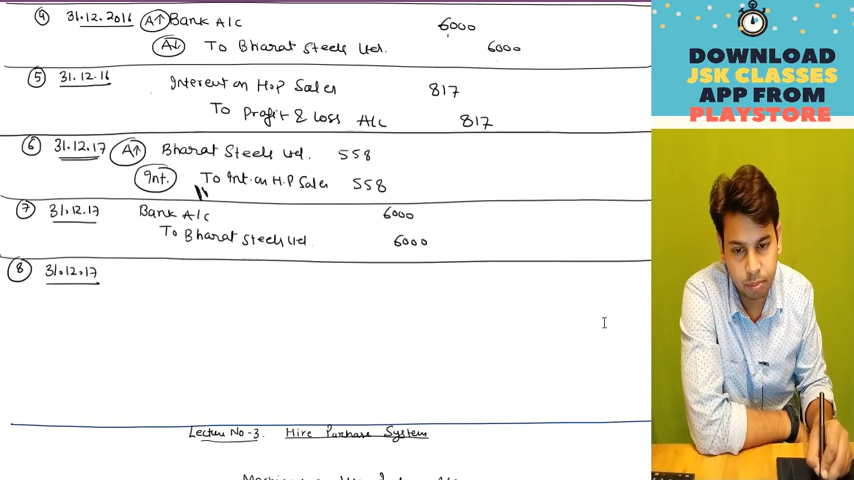 ④ 31.12.2016 A↑ Bank A/c 6000
A↓ To Bharat Steels Ltd. 6000
⑤ 31.12.16 Interest on H.P Sales 817
To Profit & Loss A/c 817
⑥ 31.12.17 A↑ Bharat Steels Ltd. 558
Int. To Int. on H.P Sales 558
⑦ 31.12.17 Bank A/c 6000
To Bharat Steels Ltd. 6000
⑧ 31.12.17
Lecture No-3. Hire Purchase System
DOWNLOAD
JSK CLASSES
APP FROM
PLAYSTORE